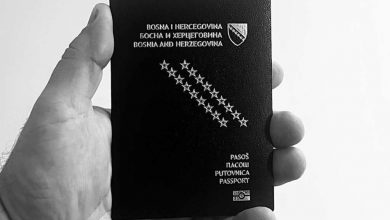 BOSNA I HERCEGOVINA
БОСНА И ХЕРЦЕГОВИНА
BOSNIA AND HERZEGOVINA
PASOŠ
ПАСОШ
PUTOVNICA
PASSPORT